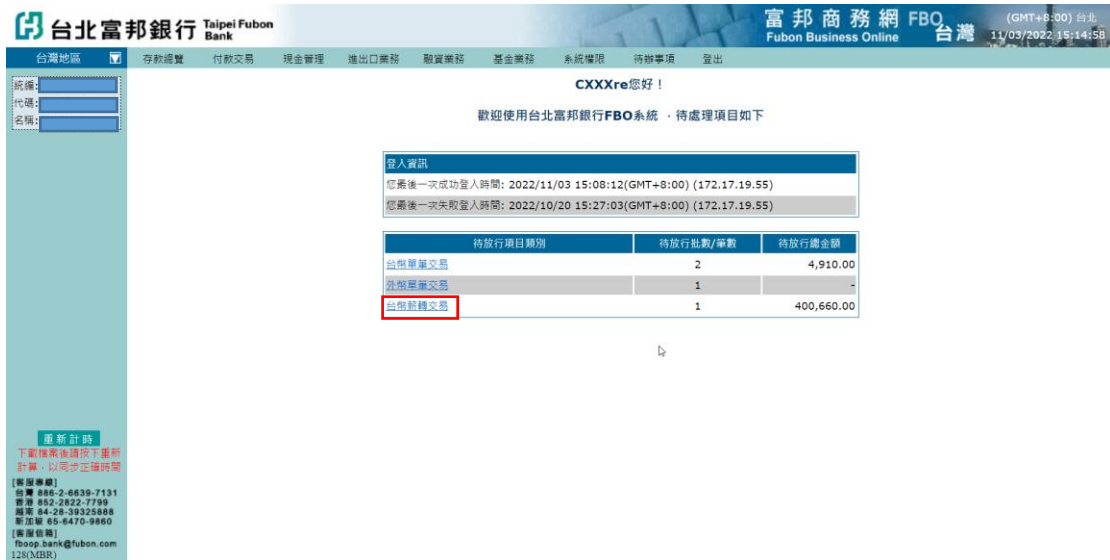 台北富邦銀行 Taipei Fubon Bank
富邦商務網 FBO台灣
Fubon Business Online
(GMT+8:00) 台北
11/03/2022 15:14:58
台灣地區
存款總覽 付款交易 現金管理 進出口業務 融資業務 基金業務 系統權限 待辦事項 登出
統編:
代碼:
名稱:
CXXXre您好！
歡迎使用台北富邦銀行FBO系統 ，待處理項目如下
登入資訊
您最後一次成功登入時間: 2022/11/03 15:08:12(GMT+8:00) (172.17.19.55)
您最後一次失敗登入時間: 2022/10/20 15:27:03(GMT+8:00) (172.17.19.55)
待放行項目類別 待放行批數/筆數 待放行總金額
台幣單筆交易 2 4,910.00
外幣單筆交易 1 -
台幣薪轉交易 1 400,660.00
重新計時
下載檔案後請按下重新
計算，以同步正確時間
[客服專線]
台灣 886-2-6639-7131
香港 852-2822-7799
越南 84-28-39325888
新加坡 65-6470-9860
[客服信箱]
fboop.bank@fubon.com
128(MBR)